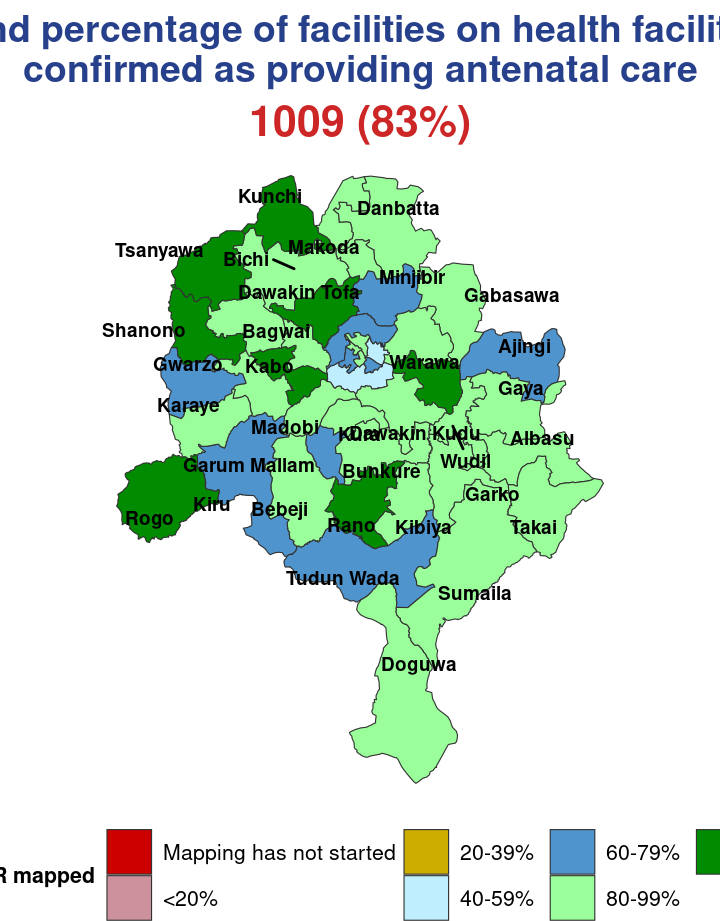 nd percentage of facilities on health facilit
confirmed as providing antenatal care
1009 (83%)
Kunchi
Danbatta
Tsanyawa
Makoda
Bichi
Minjibir
Dawakin Tofa
Gabasawa
Shanono
Bagwai
Ajingi
Gwarzo
Kabo
Warawa
Gaya
Karaye
Madobi
Kura
Dawakin Kudu
Albasu
Wudil
Garum Mallam
Bunkure
Garko
Kiru
Bebeji
Rogo
Rano
Kibiya
Takai
Tudun Wada
Sumaila
Doguwa
R mapped
Mapping has not started
20-39%
60-79%
<20%
40-59%
80-99%